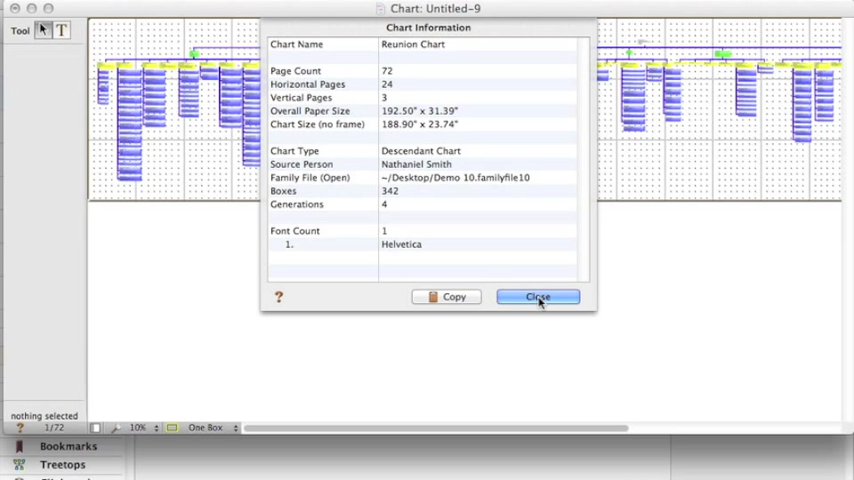 Chart: Untitled-9
Tool T
Chart Information
Chart Name Reunion Chart
Page Count 72
Horizontal Pages 24
Vertical Pages 3
Overall Paper Size 192.50" x 31.39"
Chart Size (no frame) 188.90" x 23.74"
Chart Type Descendant Chart
Source Person Nathaniel Smith
Family File (Open) ~/Desktop/Demo 10.familyfile10
Boxes 342
Generations 4
Font Count 1
1. Helvetica
? Copy Close
nothing selected
? 1/72 10% One Box
Bookmarks
Treetops